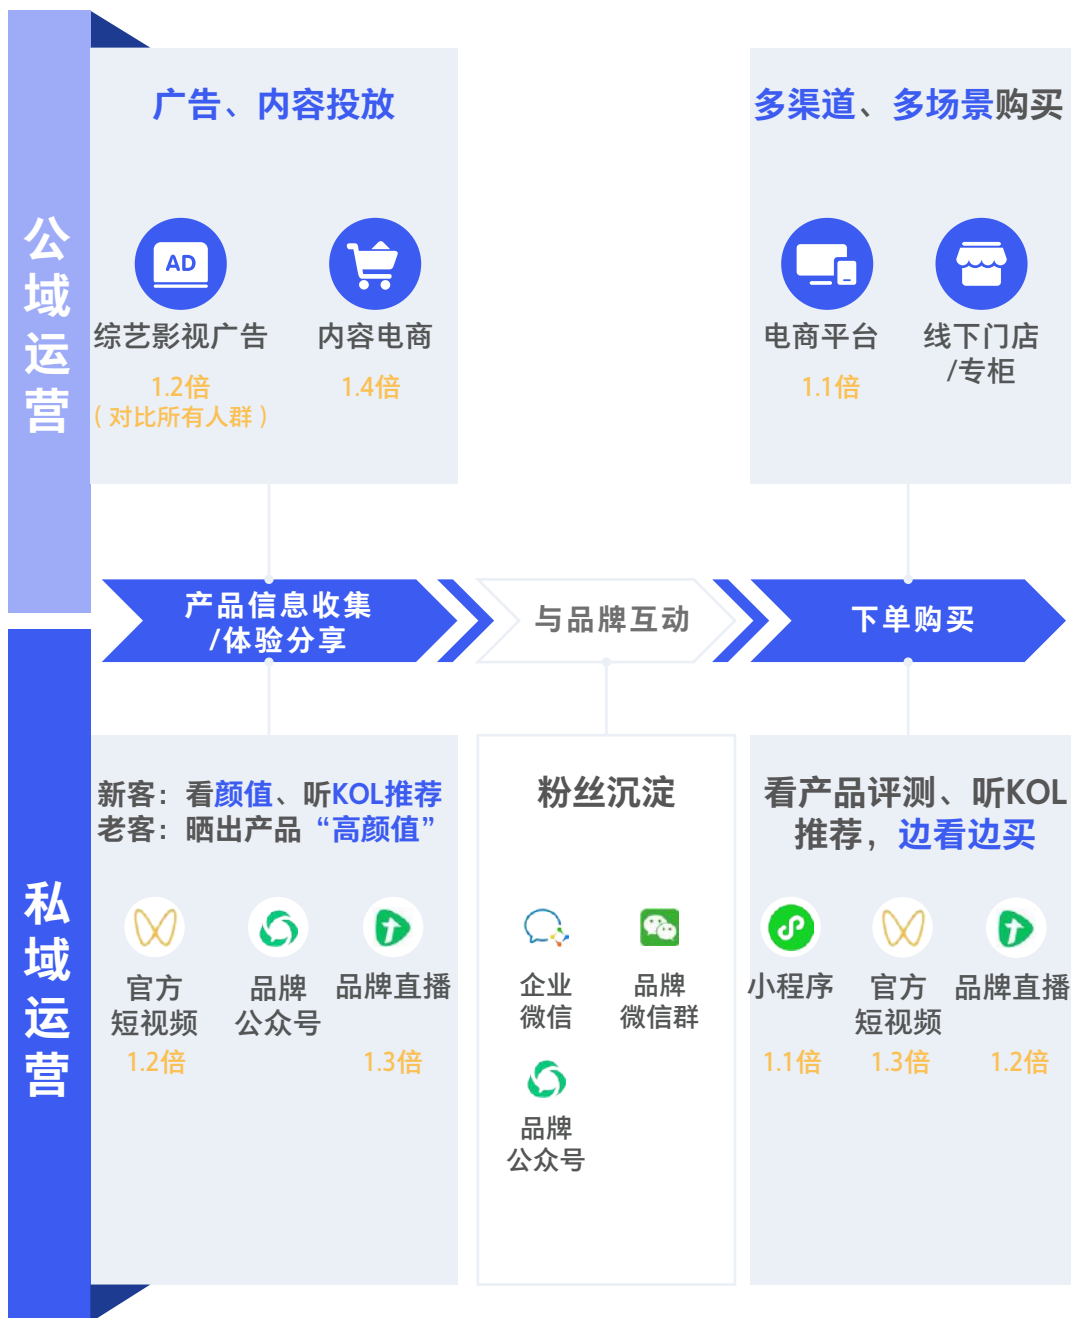 公域运营
广告、内容投放
AD
综艺影视广告
1.2倍
（对比所有人群）
内容电商
1.4倍
多渠道、多场景购买
电商平台
1.1倍
线下门店
/专柜
产品信息收集
/体验分享
与品牌互动
下单购买
私域运营
新客：看颜值、听KOL推荐
老客：晒出产品“高颜值”
官方
短视频
1.2倍
品牌
公众号
品牌直播
1.3倍
粉丝沉淀
企业
微信
品牌
微信群
品牌
公众号
看产品评测、听KOL
推荐，边看边买
小程序
1.1倍
官方
短视频
1.3倍
品牌直播
1.2倍